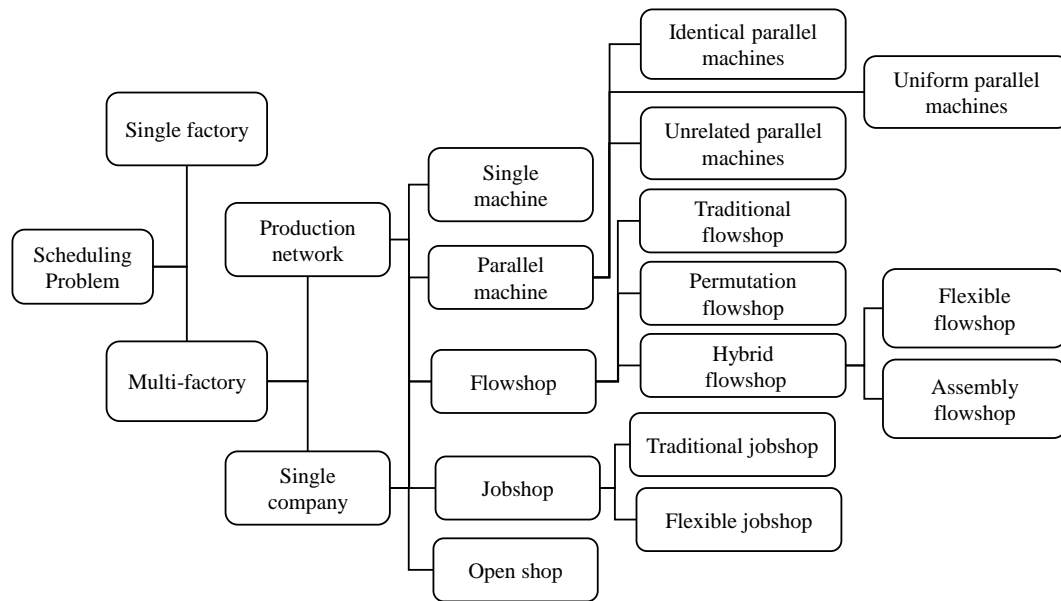 Single factory
Scheduling
Problem
Multi-factory
Production
network
Single
company
Single
machine
Parallel
machine
Flowshop
Jobshop
Open shop
Identical parallel
machines
Uniform parallel
machines
Unrelated parallel
machines
Traditional
flowshop
Permutation
flowshop
Hybrid
flowshop
Traditional jobshop
Flexible jobshop
Flexible
flowshop
Assembly
flowshop